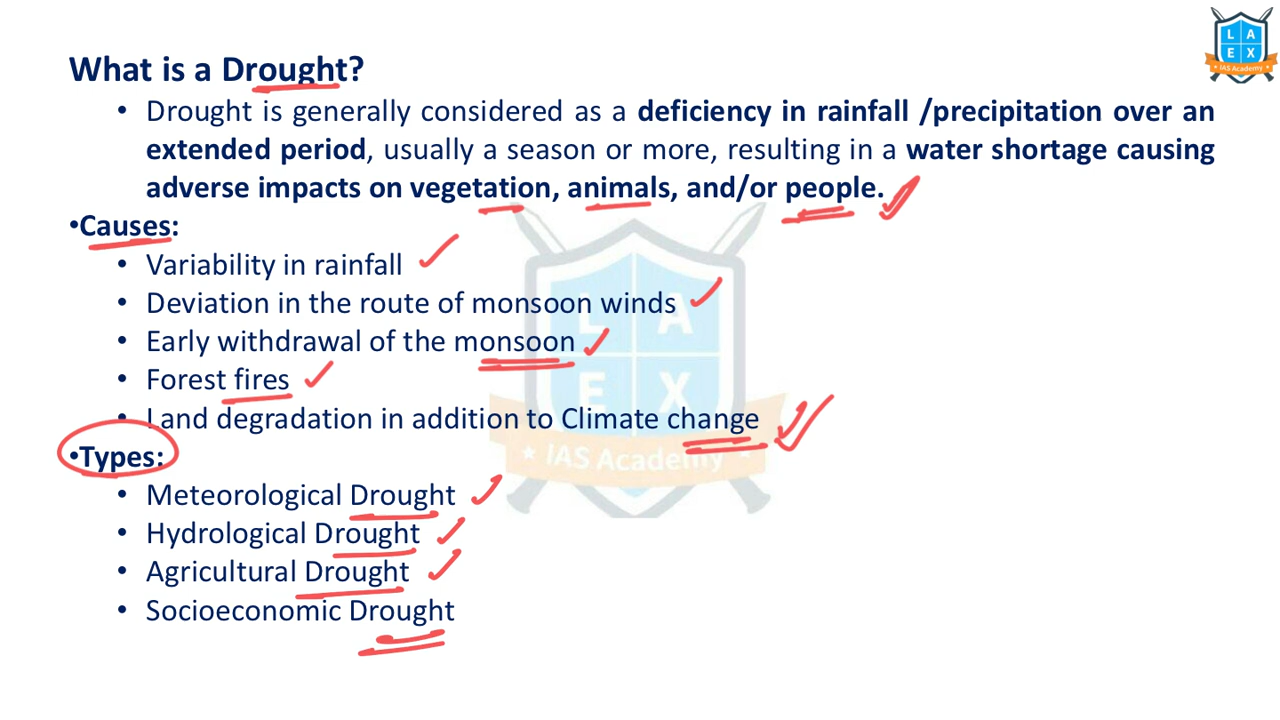 What is a Drought?
• Drought is generally considered as a deficiency in rainfall /precipitation over an
extended period, usually a season or more, resulting in a water shortage causing
adverse impacts on vegetation, animals, and/or people.
•Causes:
• Variability in rainfall
• Deviation in the route of monsoon winds
• Early withdrawal of the monsoon
• Forest fires
• Land degradation in addition to Climate change
•Types:
• Meteorological Drought
• Hydrological Drought
• Agricultural Drought
• Socioeconomic Drought
L A
E X
IAS Academy
L A
E X
IAS Academy